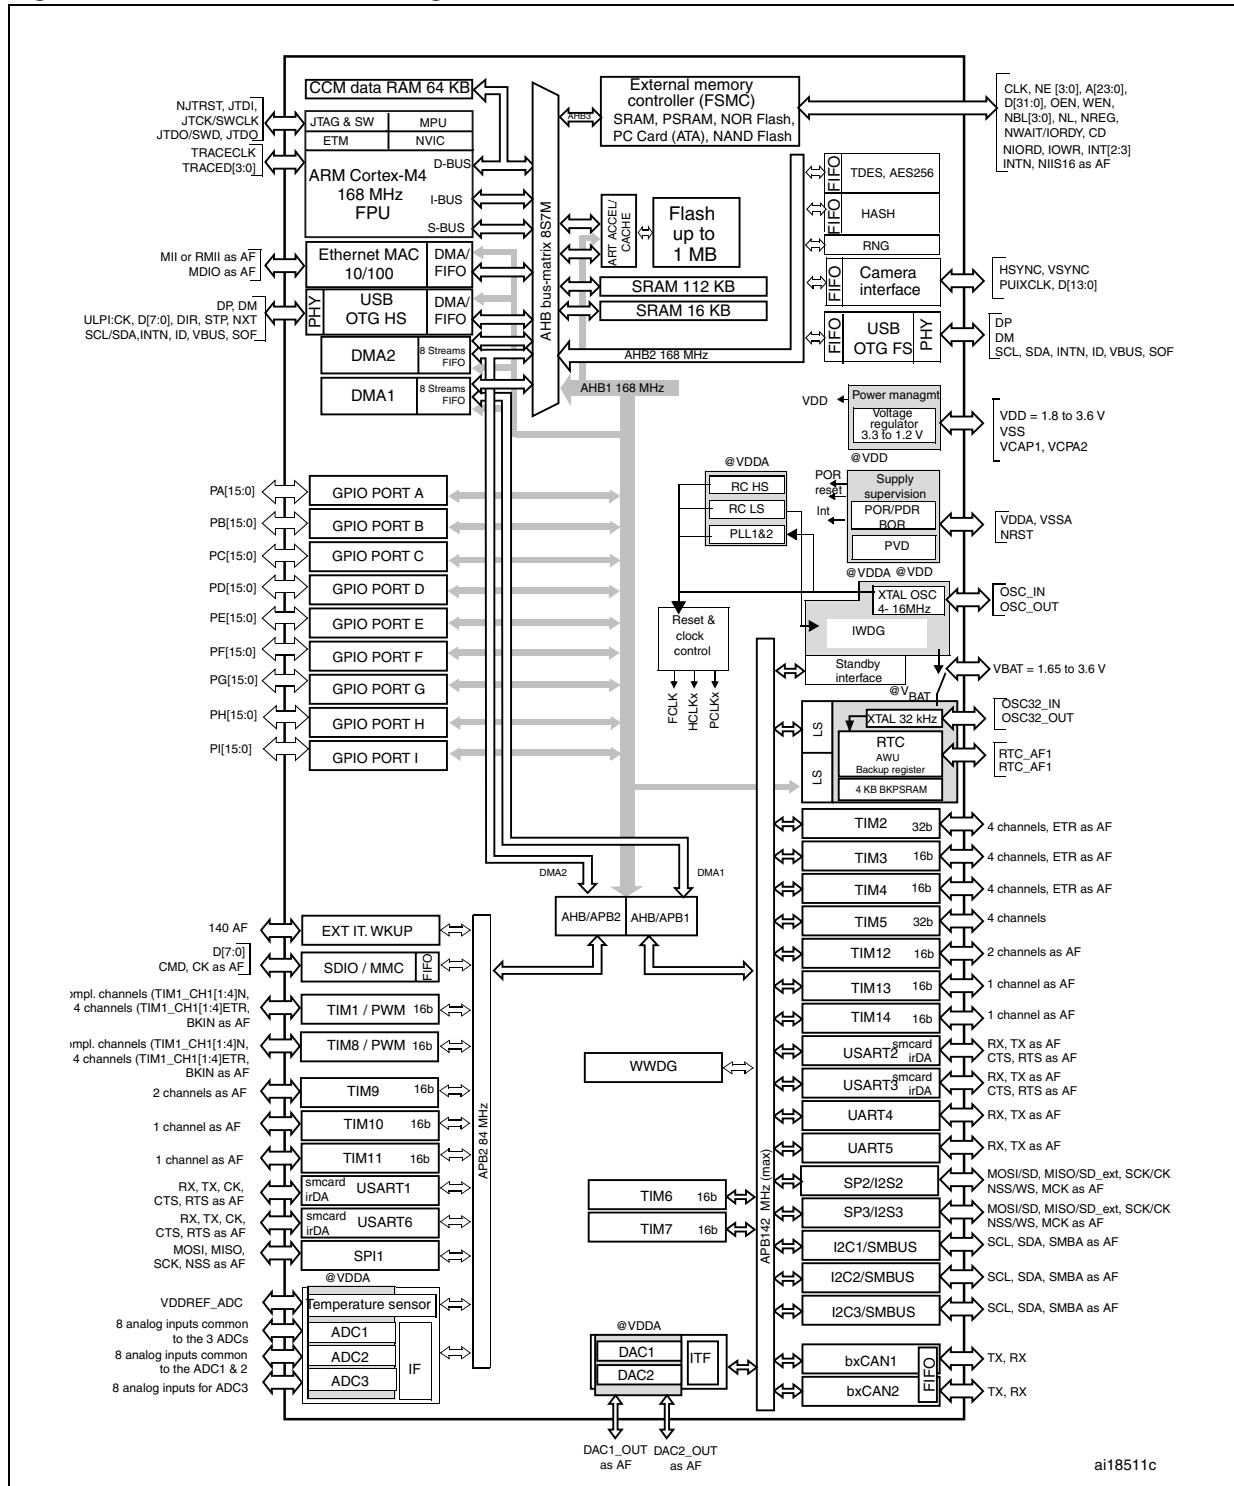 CCM data RAM 64 KB
NJTRST, JTDI,
JTCK/SWCLK
JTDO/SWD, JTDO
TRACECLK
TRACED[3:0]
JTAG & SW
MPU
ETM
NVIC
D-BUS
ARM Cortex-M4
168 MHz
FPU
I-BUS
S-BUS
MII or RMII as AF
MDIO as AF
Ethernet MAC
10/100
DMA/
FIFO
DP, DM
ULPI:CK, D[7:0], DIR, STP, NXT
SCL/SDA,INTN, ID, VBUS, SOF
PHY
USB
OTG HS
DMA/
FIFO
DMA2
8 Streams
FIFO
DMA1
8 Streams
FIFO
AHB bus-matrix 8S7M
AHB3
External memory
controller (FSMC)
SRAM, PSRAM, NOR Flash,
PC Card (ATA), NAND Flash
CLK, NE [3:0], A[23:0],
D[31:0], OEN, WEN,
NBL[3:0], NL, NREG,
NWAIT/IORDY, CD
NIORD, IOWR, INT[2:3]
INTN, NIIS16 as AF
ART ACCEL/
CACHE
Flash
up to
1 MB
SRAM 112 KB
SRAM 16 KB
AHB2 168 MHz
AHB1 168 MHz
FIFO
TDES, AES256
FIFO
HASH
RNG
FIFO
Camera
interface
HSYNC, VSYNC
PUIXCLK, D[13:0]
FIFO
USB
OTG FS
PHY
DP
DM
SCL, SDA, INTN, ID, VBUS, SOF
VDD
Power managmt
Voltage
regulator
3.3 to 1.2 V
@VDD
VDD = 1.8 to 3.6 V
VSS
VCAP1, VCPA2
@VDDA
RC HS
RC LS
PLL1&2
POR
reset
Int
Supply
supervision
POR/PDR
BOR
PVD
VDDA, VSSA
NRST
@VDDA @VDD
XTAL OSC
4- 16MHz
OSC_IN
OSC_OUT
IWDG
Reset &
clock
control
FCLK
HCLKx
PCLKx
Standby
interface
VBAT = 1.65 to 3.6 V
@VBAT
LS
LS
XTAL 32 kHz
OSC32_IN
OSC32_OUT
RTC
AWU
Backup register
4 KB BKPSRAM
RTC_AF1
RTC_AF1
PA[15:0]
GPIO PORT A
PB[15:0]
GPIO PORT B
PC[15:0]
GPIO PORT C
PD[15:0]
GPIO PORT D
PE[15:0]
GPIO PORT E
PF[15:0]
GPIO PORT F
PG[15:0]
GPIO PORT G
PH[15:0]
GPIO PORT H
PI[15:0]
GPIO PORT I
DMA2
DMA1
AHB/APB2
AHB/APB1
TIM2 32b
4 channels, ETR as AF
TIM3 16b
4 channels, ETR as AF
TIM4 16b
4 channels, ETR as AF
TIM5 32b
4 channels
TIM12 16b
2 channels as AF
TIM13 16b
1 channel as AF
TIM14 16b
1 channel as AF
USART2 smcard
irDA
RX, TX as AF
CTS, RTS as AF
USART3 smcard
irDA
RX, TX as AF
CTS, RTS as AF
UART4
RX, TX as AF
UART5
RX, TX as AF
SP2/I2S2
MOSI/SD, MISO/SD_ext, SCK/CK
NSS/WS, MCK as AF
SP3/I2S3
MOSI/SD, MISO/SD_ext, SCK/CK
NSS/WS, MCK as AF
I2C1/SMBUS
SCL, SDA, SMBA as AF
I2C2/SMBUS
SCL, SDA, SMBA as AF
I2C3/SMBUS
SCL, SDA, SMBA as AF
bxCAN1
TX, RX
bxCAN2
TX, RX
FIFO
APB142 MHz (max)
WWDG
TIM6 16b
TIM7 16b
@VDDA
DAC1
DAC2
ITF
DAC1_OUT
as AF
DAC2_OUT
as AF
140 AF
EXT IT. WKUP
D[7:0]
CMD, CK as AF
SDIO / MMC
FIFO
ompl. channels (TIM1_CH1[1:4]N,
4 channels (TIM1_CH1[1:4]ETR,
BKIN as AF
TIM1 / PWM 16b
ompl. channels (TIM1_CH1[1:4]N,
4 channels (TIM1_CH1[1:4]ETR,
BKIN as AF
TIM8 / PWM 16b
2 channels as AF
TIM9 16b
1 channel as AF
TIM10 16b
1 channel as AF
TIM11 16b
RX, TX, CK,
CTS, RTS as AF
smcard
irDA USART1
RX, TX, CK,
CTS, RTS as AF
smcard
irDA USART6
MOSI, MISO,
SCK, NSS as AF
SPI1
APB2 84 MHz
@VDDA
VDDREF_ADC
Temperature sensor
8 analog inputs common
to the 3 ADCs
ADC1
8 analog inputs common
to the ADC1 & 2
ADC2
8 analog inputs for ADC3
ADC3
IF
ai18511c